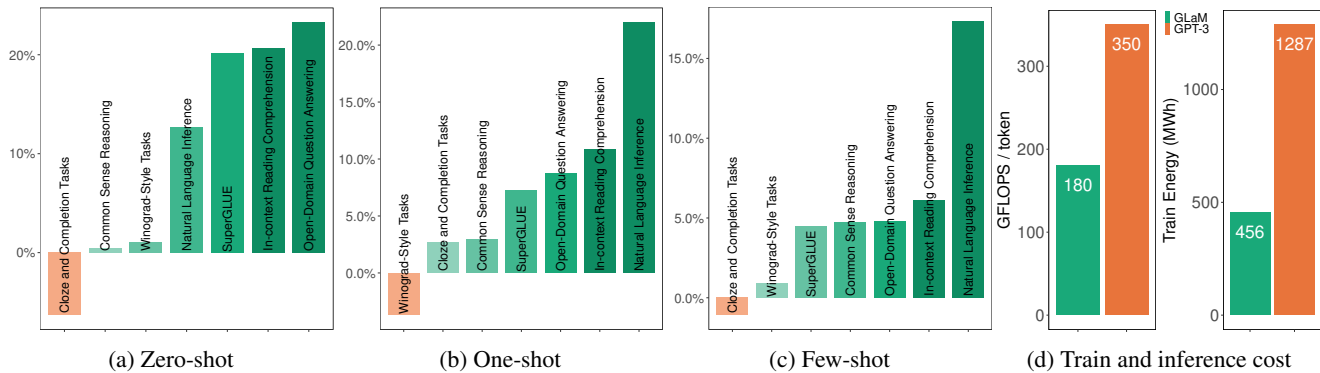 20%
10%
0%
Cloze and Completion Tasks
Common Sense Reasoning
Winograd-Style Tasks
Natural Language Inference
SuperGLUE
In-context Reading Comprehension
Open-Domain Question Answering
(a) Zero-shot
20.0%
15.0%
10.0%
5.0%
0.0%
Winograd-Style Tasks
Cloze and Completion Tasks
Common Sense Reasoning
SuperGLUE
Open-Domain Question Answering
In-context Reading Comprehension
Natural Language Inference
(b) One-shot
15.0%
10.0%
5.0%
0.0%
Cloze and Completion Tasks
Winograd-Style Tasks
SuperGLUE
Common Sense Reasoning
Open-Domain Question Answering
In-context Reading Comprehension
Natural Language Inference
(c) Few-shot
GFLOPS / token
300
200
100
0
180
350
GLaM
GPT-3
Train Energy (MWh)
1000
500
0
456
1287
(d) Train and inference cost